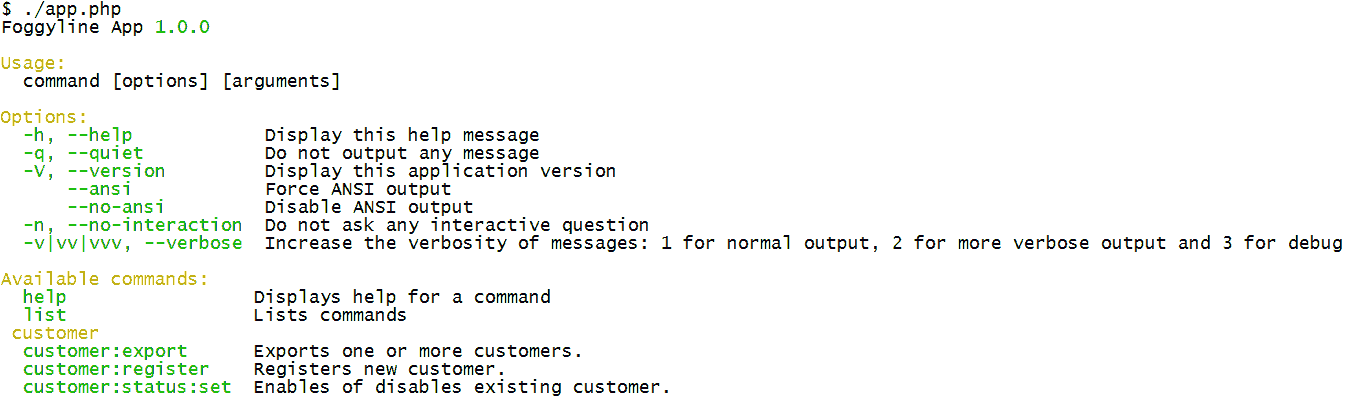 $ ./app.php
Foggyline App 1.0.0
Usage:
command [options] [arguments]
Options:
-h, --help Display this help message
-q, --quiet Do not output any message
-V, --version Display this application version
--ansi Force ANSI output
--no-ansi Disable ANSI output
-n, --no-interaction Do not ask any interactive question
-v|vv|vvv, --verbose Increase the verbosity of messages: 1 for normal output, 2 for more verbose output and 3 for debug
Available commands:
help Displays help for a command
list Lists commands
customer
customer:export Exports one or more customers.
customer:register Registers new customer.
customer:status:set Enables of disables existing customer.